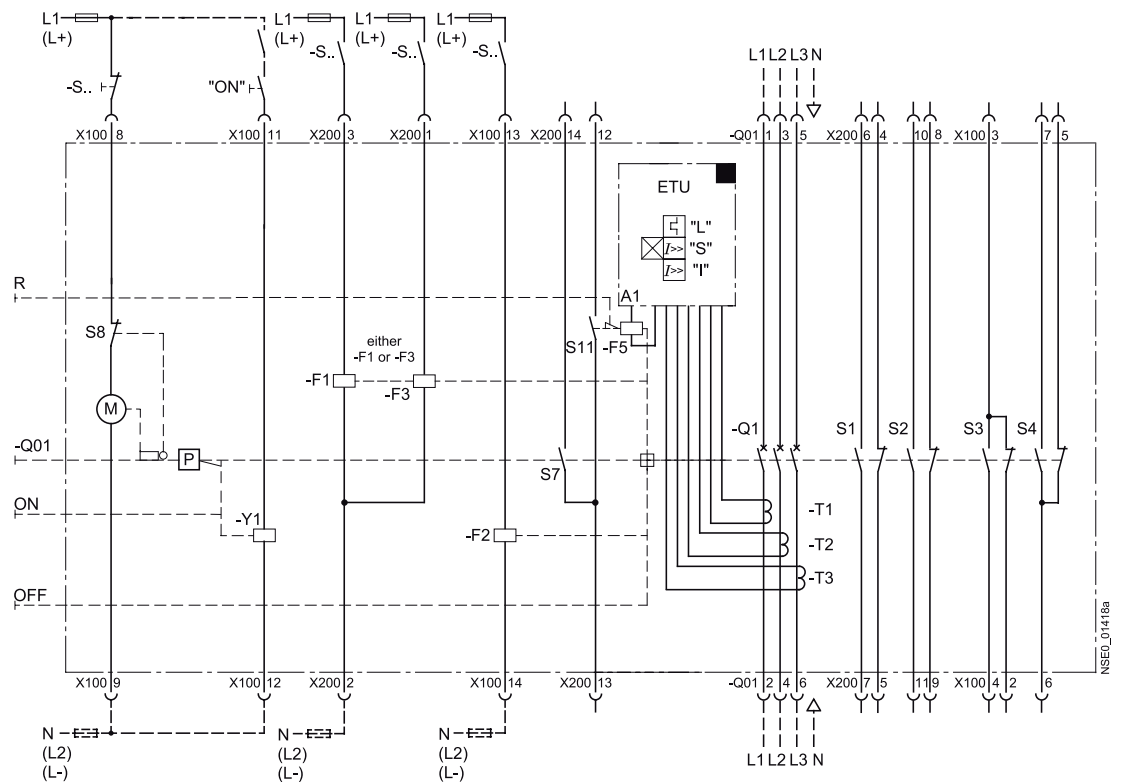 L1 L1 L1 L1
(L+) (L+) (L+) (L+)
-S.. -S.. -S..
L1 L2 L3 N
-S.. "ON"
X100 8 X100 11 X200 3 X200 1 X100 13 X200 14 12 -Q01 1 3 5 X200 6 4 10 8 X100 3 7 5
ETU
"L"
I>> "S"
I>> "I"
R
A1
S8
S11 -F5
either
-F1 or -F3
-F1 -F3
M
-Q01
P
S7
-Q1 S1 S2 S3 S4
ON
-Y1
-F2
-T1
-T2
-T3
OFF
NSE0_01418a
X100 9 X100 12 X200 2 X100 14 X200 13 -Q01 2 4 6 X200 7 5 11 9 X100 4 2 6
N N N
(L2) (L2) (L2)
(L-) (L-) (L-)
L1 L2 L3 N